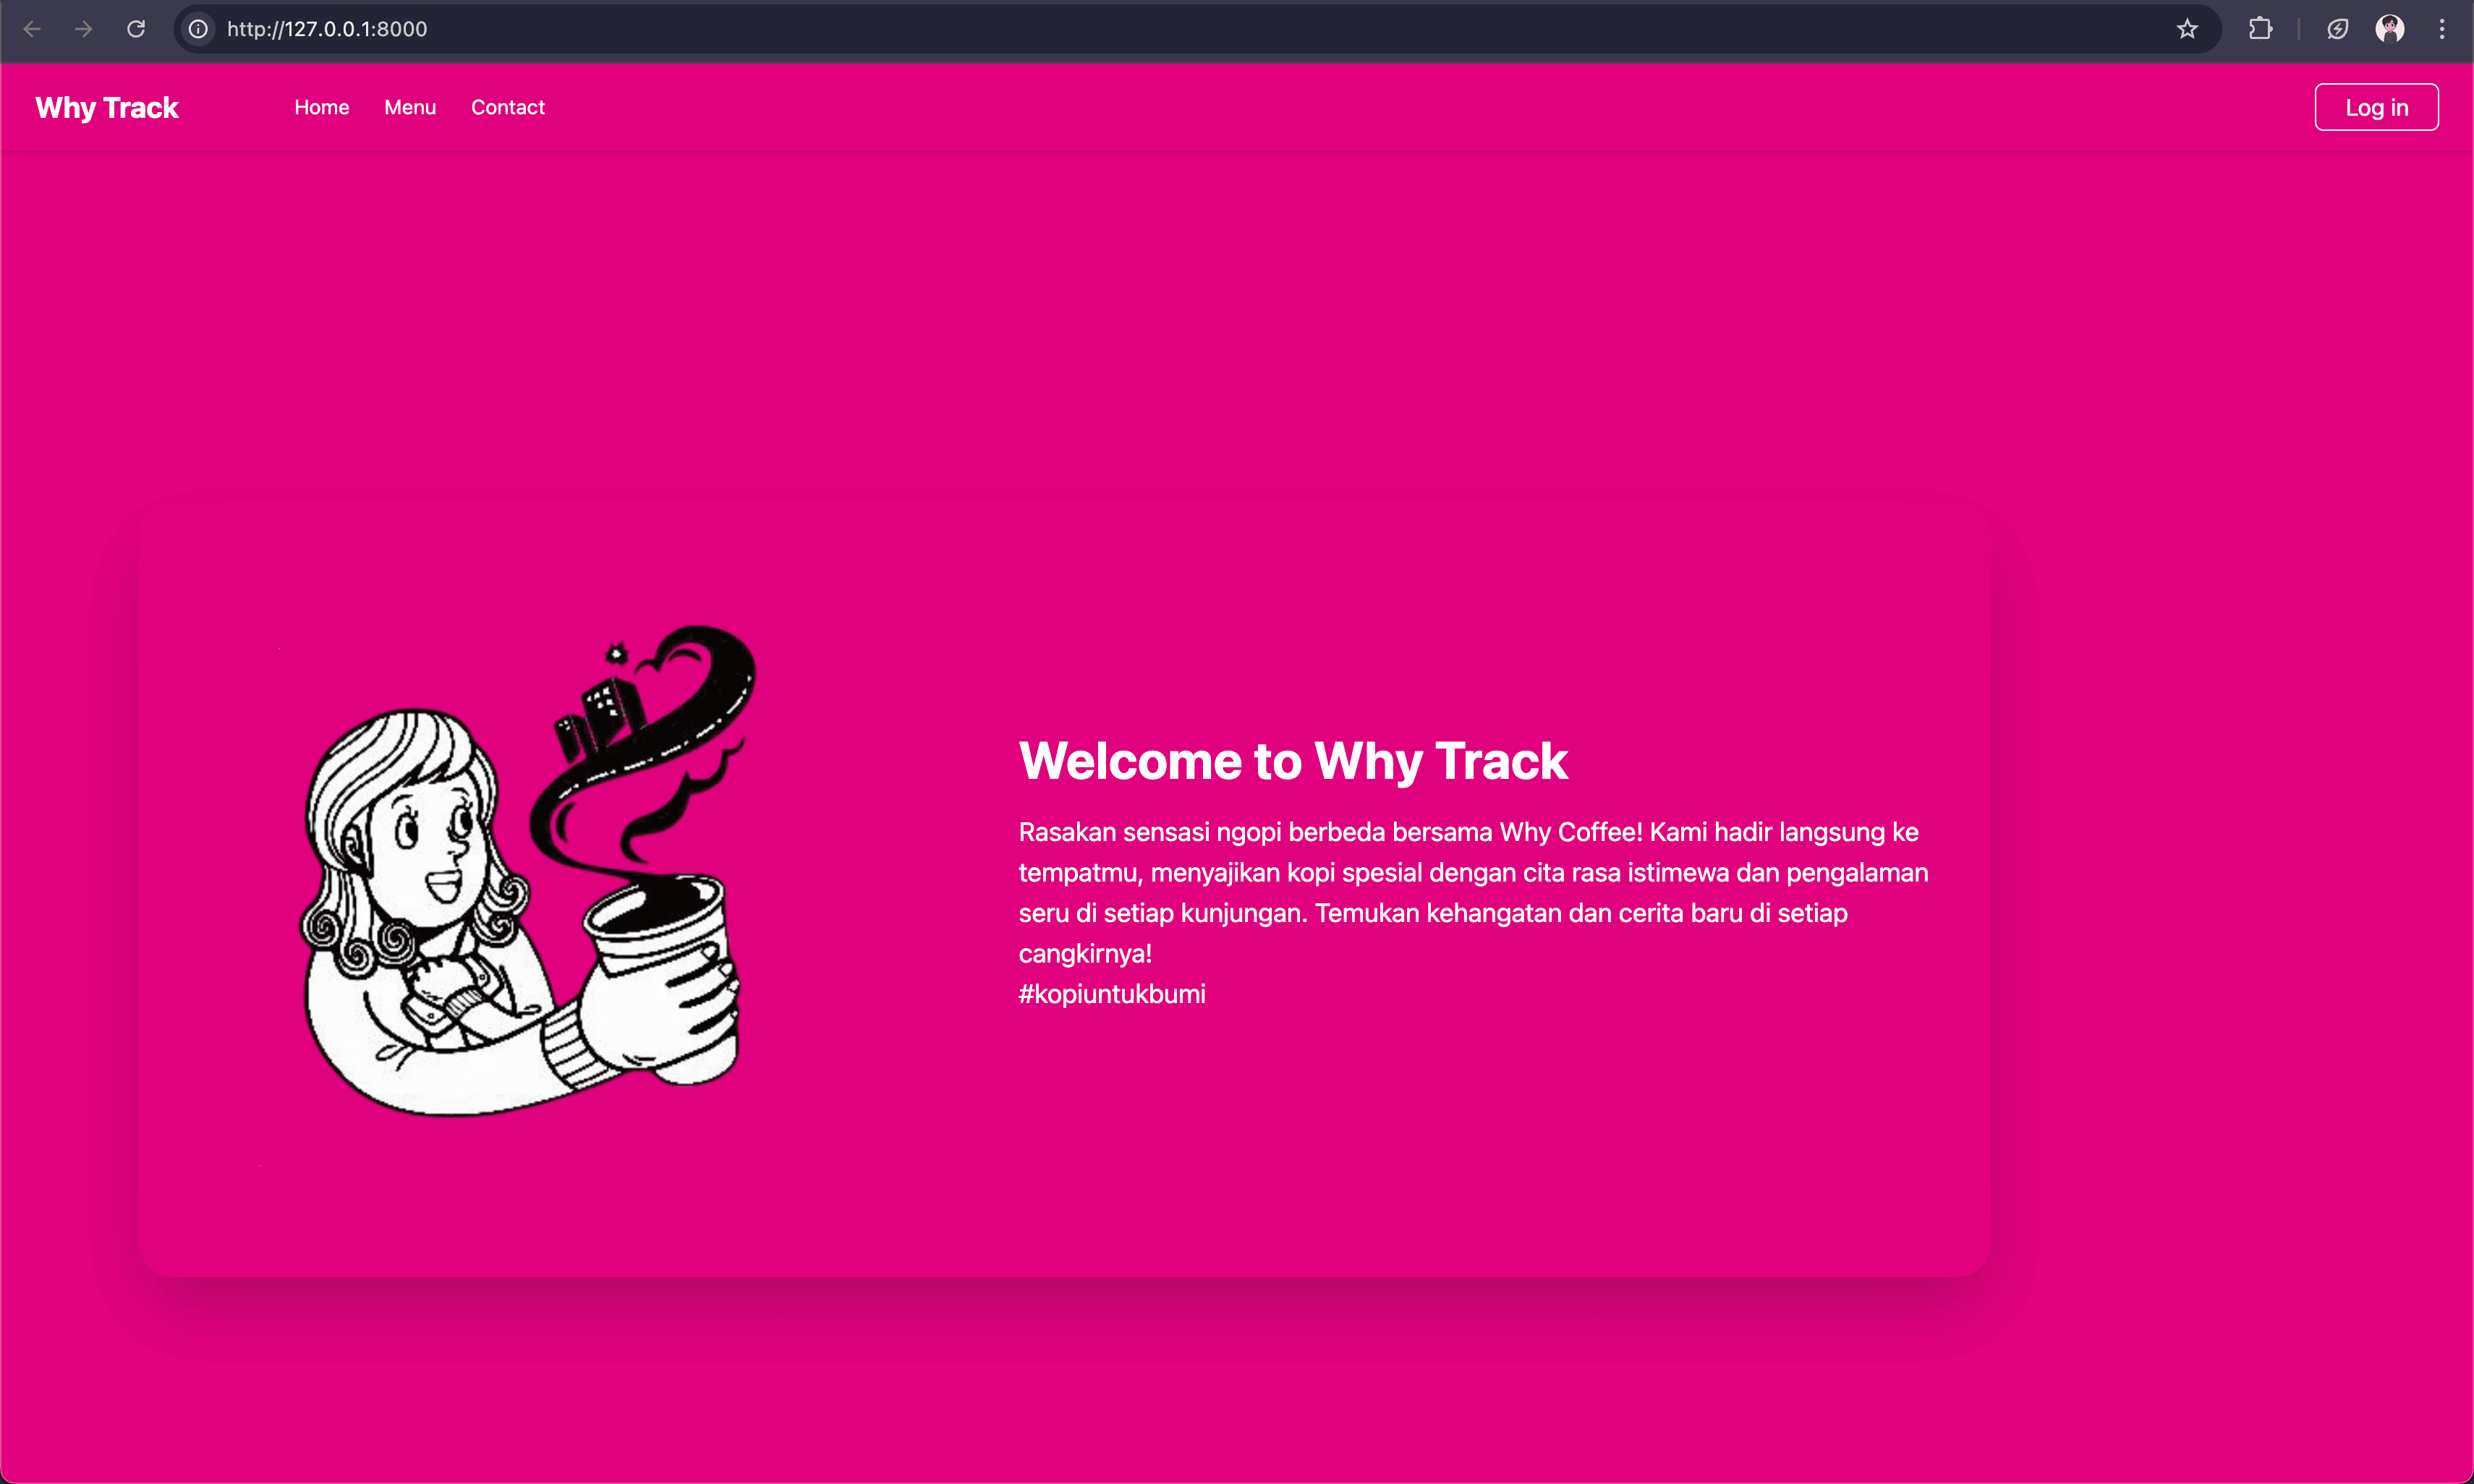 http://127.0.0.1:8000
Why Track
Home
Menu
Contact
Log in
Welcome to Why Track
Rasakan sensasi ngopi berbeda bersama Why Coffee! Kami hadir langsung ke
tempatmu, menyajikan kopi spesial dengan cita rasa istimewa dan pengalaman
seru di setiap kunjungan. Temukan kehangatan dan cerita baru di setiap
cangkirnya!
#kopiuntukbumi